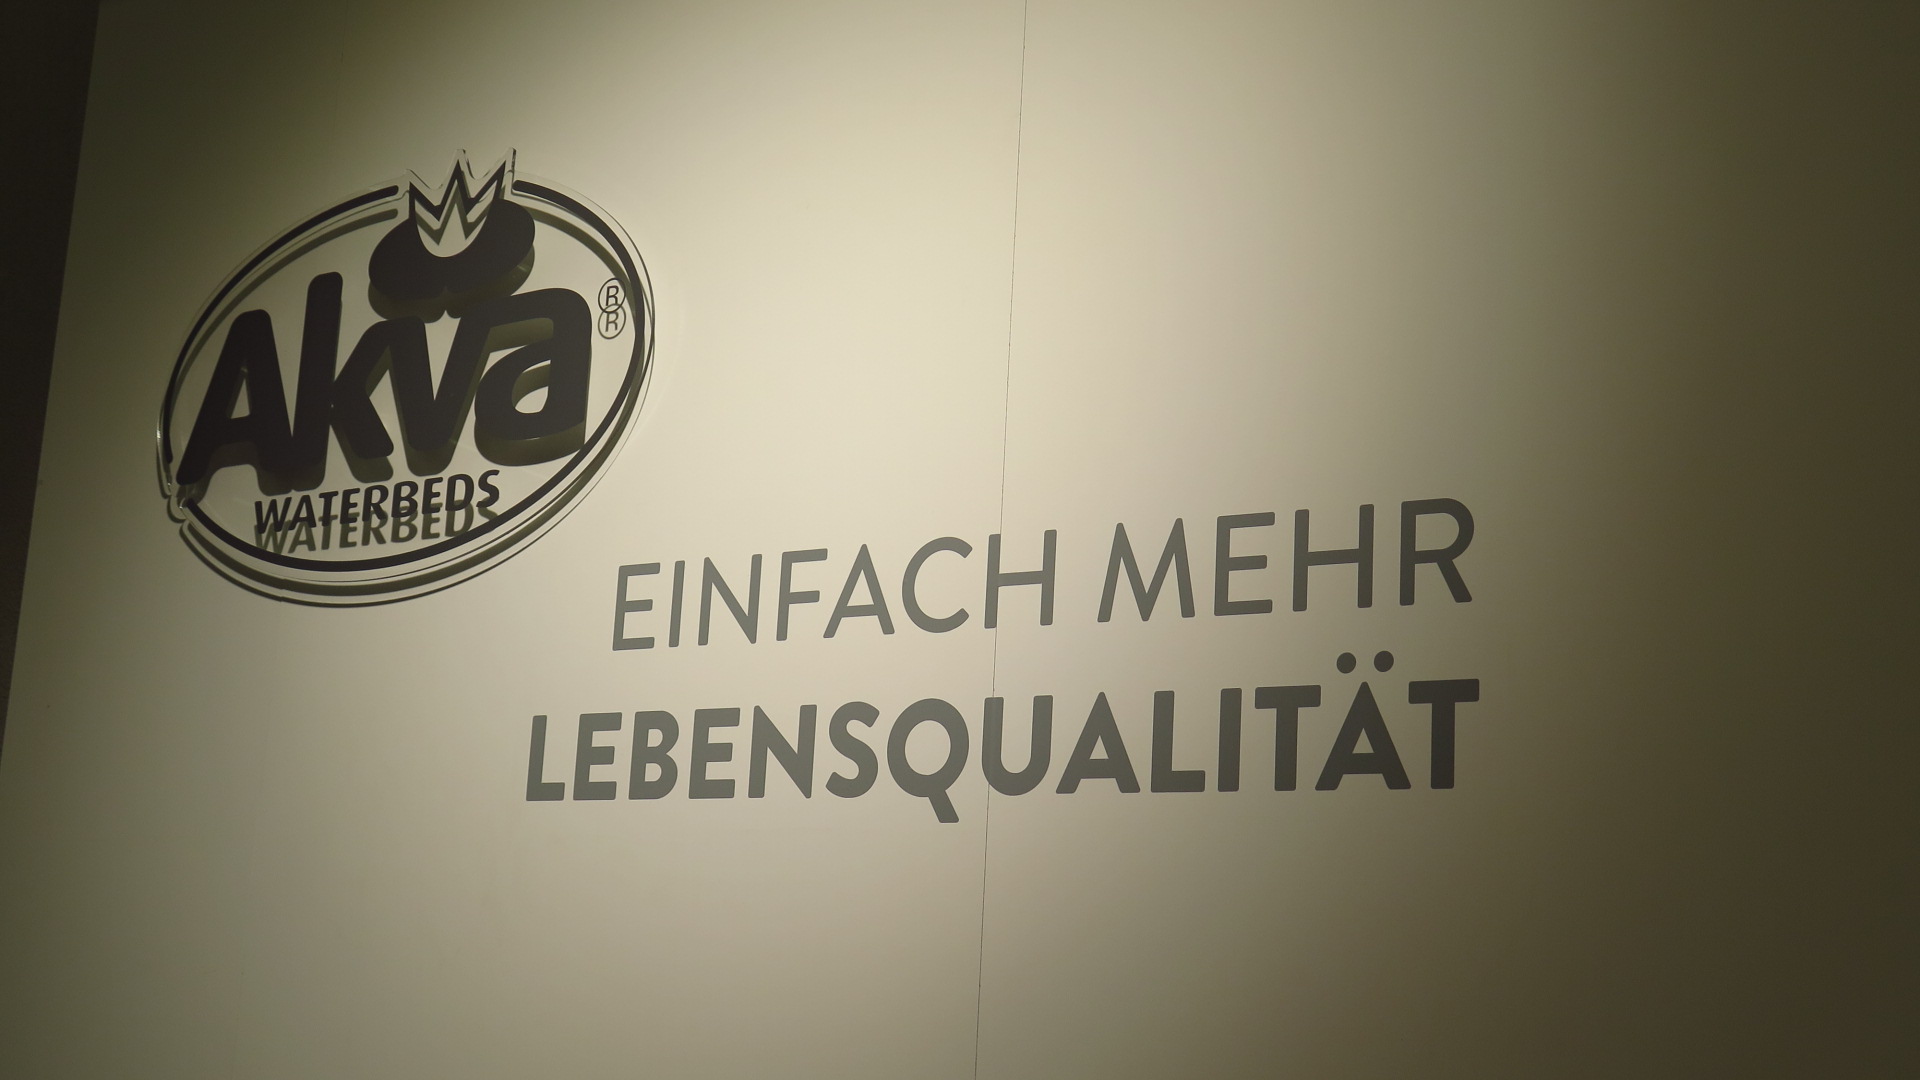 Akva®
WATERBEDS
EINFACH MEHR
LEBENSQUALITÄT